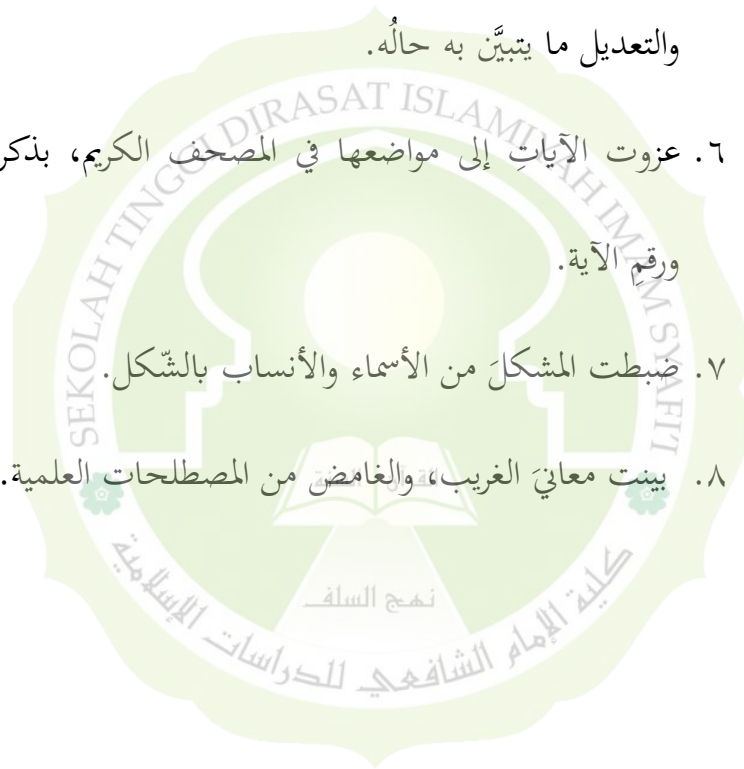 والتعديل ما يتبيَّن به حالُه.
٦. عزوت الآياتِ إلى مواضعها في المصحف الكريم، بذكر
ورقمِ الآية.
٧. ضبطت المشكلَ من الأسماء والأنساب بالشّكل.
٨. بينت معانيَ الغريب، والغامض من المصطلحات العلمية.
SEKOLAH TINGGI DIRASAT ISLAMIYAH IMAM SYAFI'I
القرآن السنة
نهج السلف
كلية الإمام الشافعي للدراسات الإسلامية